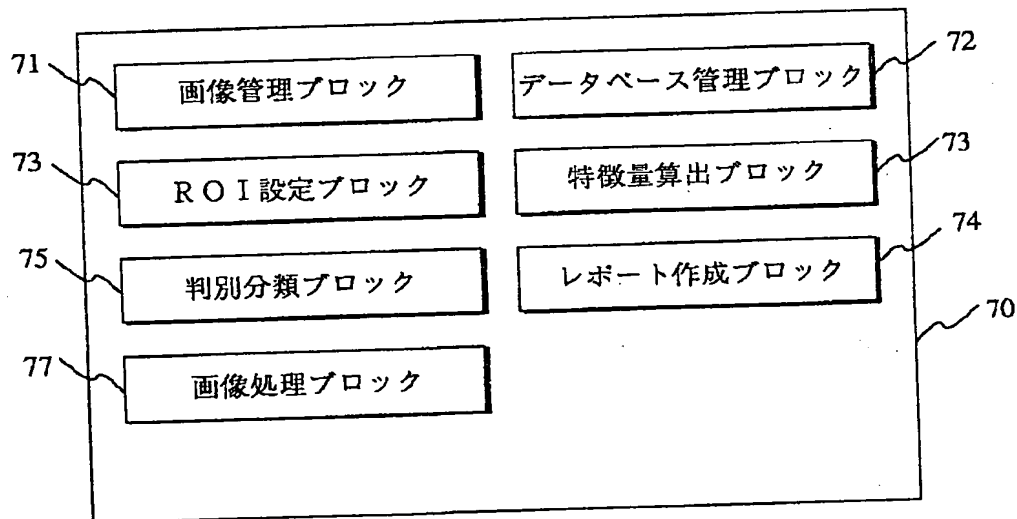 71
画像管理ブロック
データベース管理ブロック
72
73
ＲＯＩ設定ブロック
特徴量算出ブロック
73
75
判別分類ブロック
レポート作成ブロック
74
77
画像処理ブロック
70